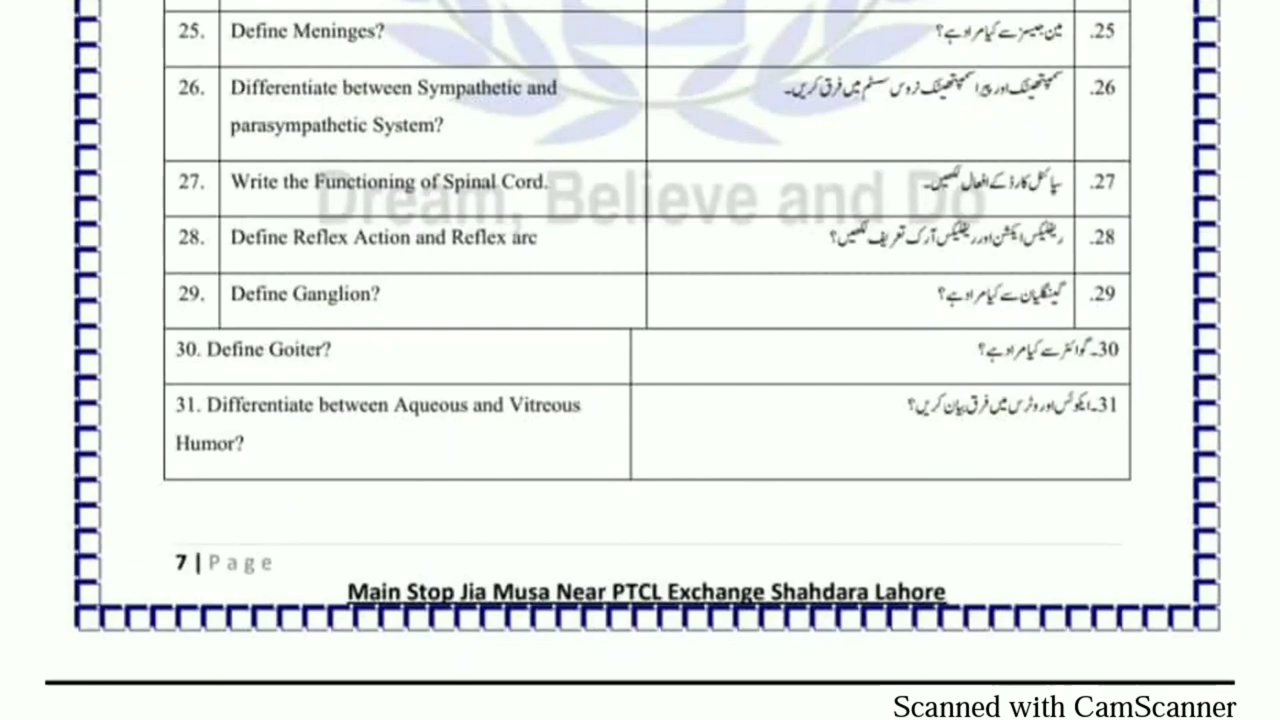 25. Define Meninges? مین جیسز سے کیا مراد ہے؟ .25
26. Differentiate between Sympathetic and سمپتھیٹک اور پیرا سمپتھیٹک نروس سسٹم میں فرق کریں۔ .26
parasympathetic System?
27. Write the Functioning of Spinal Cord. سپائنل کارڈ کے افعال لکھیں۔ .27
Dream, Believe and Do
28. Define Reflex Action and Reflex arc ریفلیکس ایکشن اور ریفلیکس آرک تعریف لکھیں؟ .28
29. Define Ganglion? گینگلیان سے کیا مراد ہے؟ .29
30. Define Goiter? 30۔گوائٹر سے کیا مراد ہے؟
31. Differentiate between Aqueous and Vitreous 31۔ایکوئس اور وٹرس میں فرق بیان کریں؟
Humor?
7 | Page
Main Stop Jia Musa Near PTCL Exchange Shahdara Lahore
Scanned with CamScanner